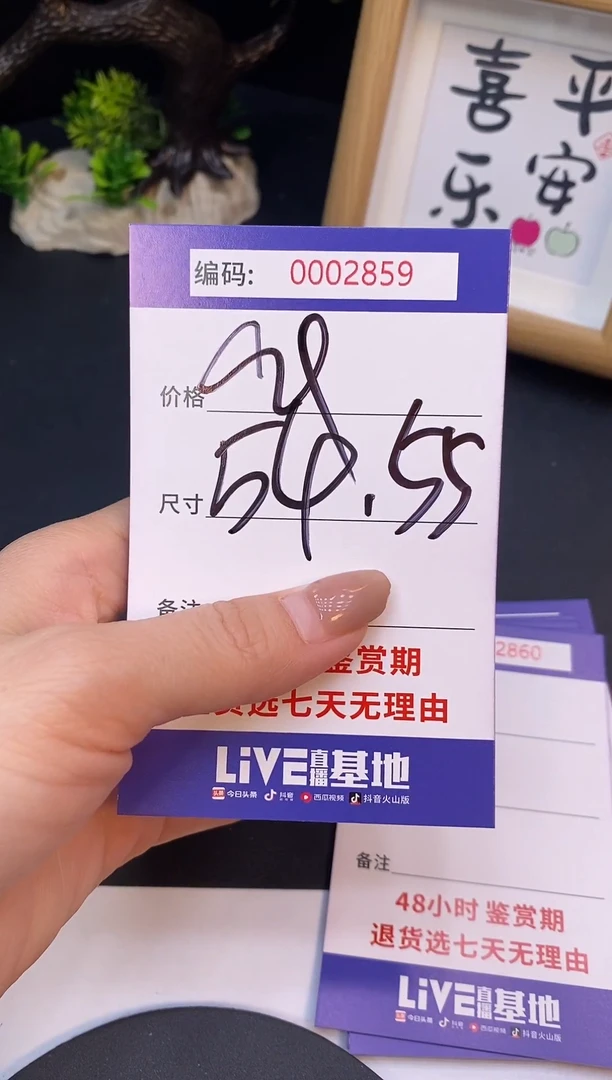 喜 平
乐 安
编码: 0002859
价格
28
尺寸 54.55
备注
鉴赏期
货选七天无理由
LiVE直播基地
头条 今日头条 抖音 西瓜视频 抖音火山版
2860
备注
48小时 鉴赏期
退货选七天无理由
LiVE直播基地
今日头条 抖音 西瓜视频 抖音火山版